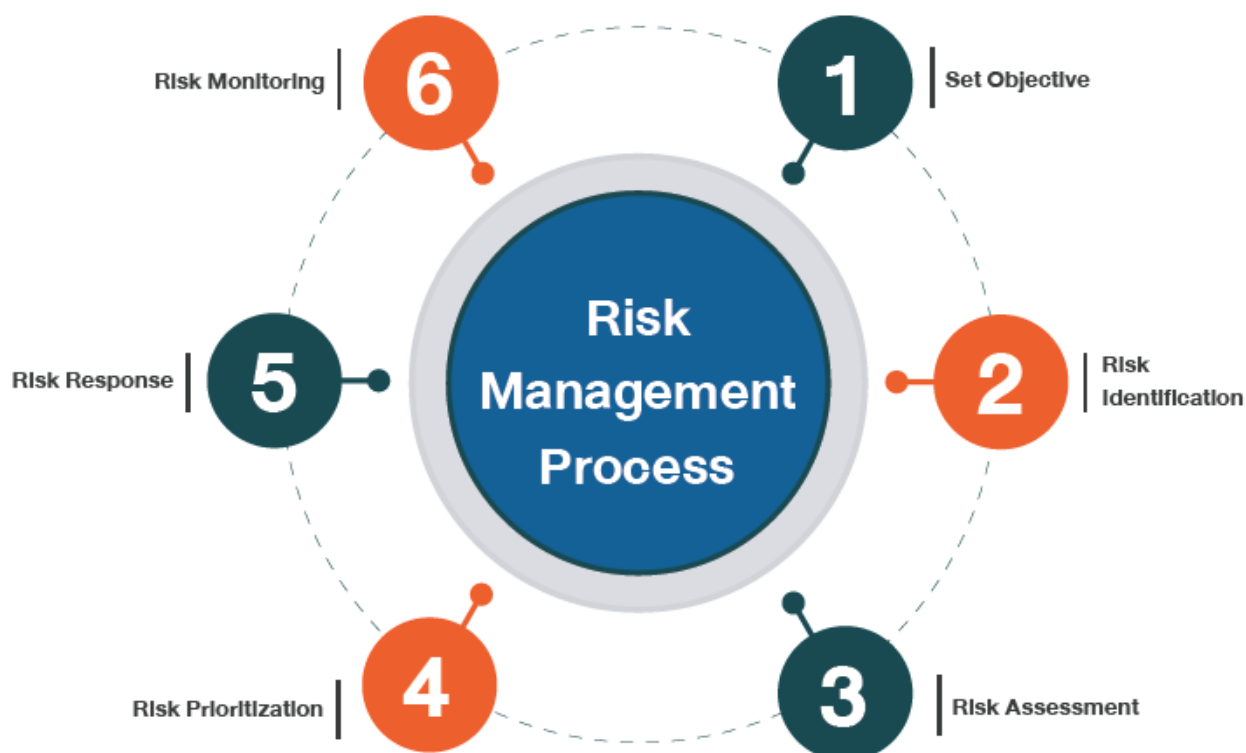 Risk
Management
Process
1
Set Objective
2
Risk
Identification
3
Risk Assessment
4
Risk Prioritization
5
Risk Response
6
Risk Monitoring